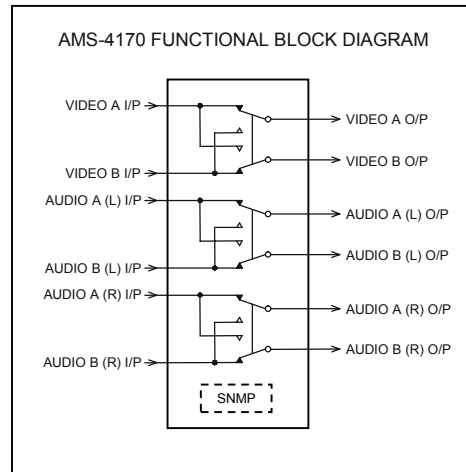 AMS-4170 FUNCTIONAL BLOCK DIAGRAM
VIDEO A I/P
VIDEO A O/P
VIDEO B O/P
VIDEO B I/P
AUDIO A (L) I/P
AUDIO A (L) O/P
AUDIO B (L) O/P
AUDIO B (L) I/P
AUDIO A (R) I/P
AUDIO A (R) O/P
AUDIO B (R) O/P
AUDIO B (R) I/P
SNMP